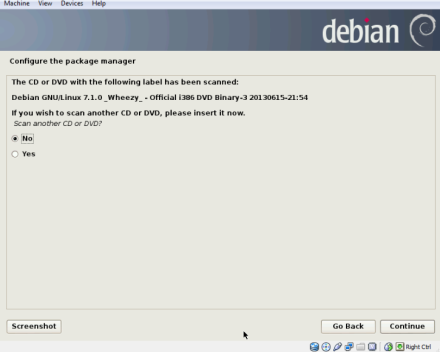 Machine View Devices Help
debian
Configure the package manager
The CD or DVD with the following label has been scanned:
Debian GNU/Linux 7.1.0 _Wheezy_ - Official i386 DVD Binary-3 20130615-21:54
If you wish to scan another CD or DVD, please insert it now.
Scan another CD or DVD?
No
Yes
Screenshot Go Back Continue
Right Ctrl